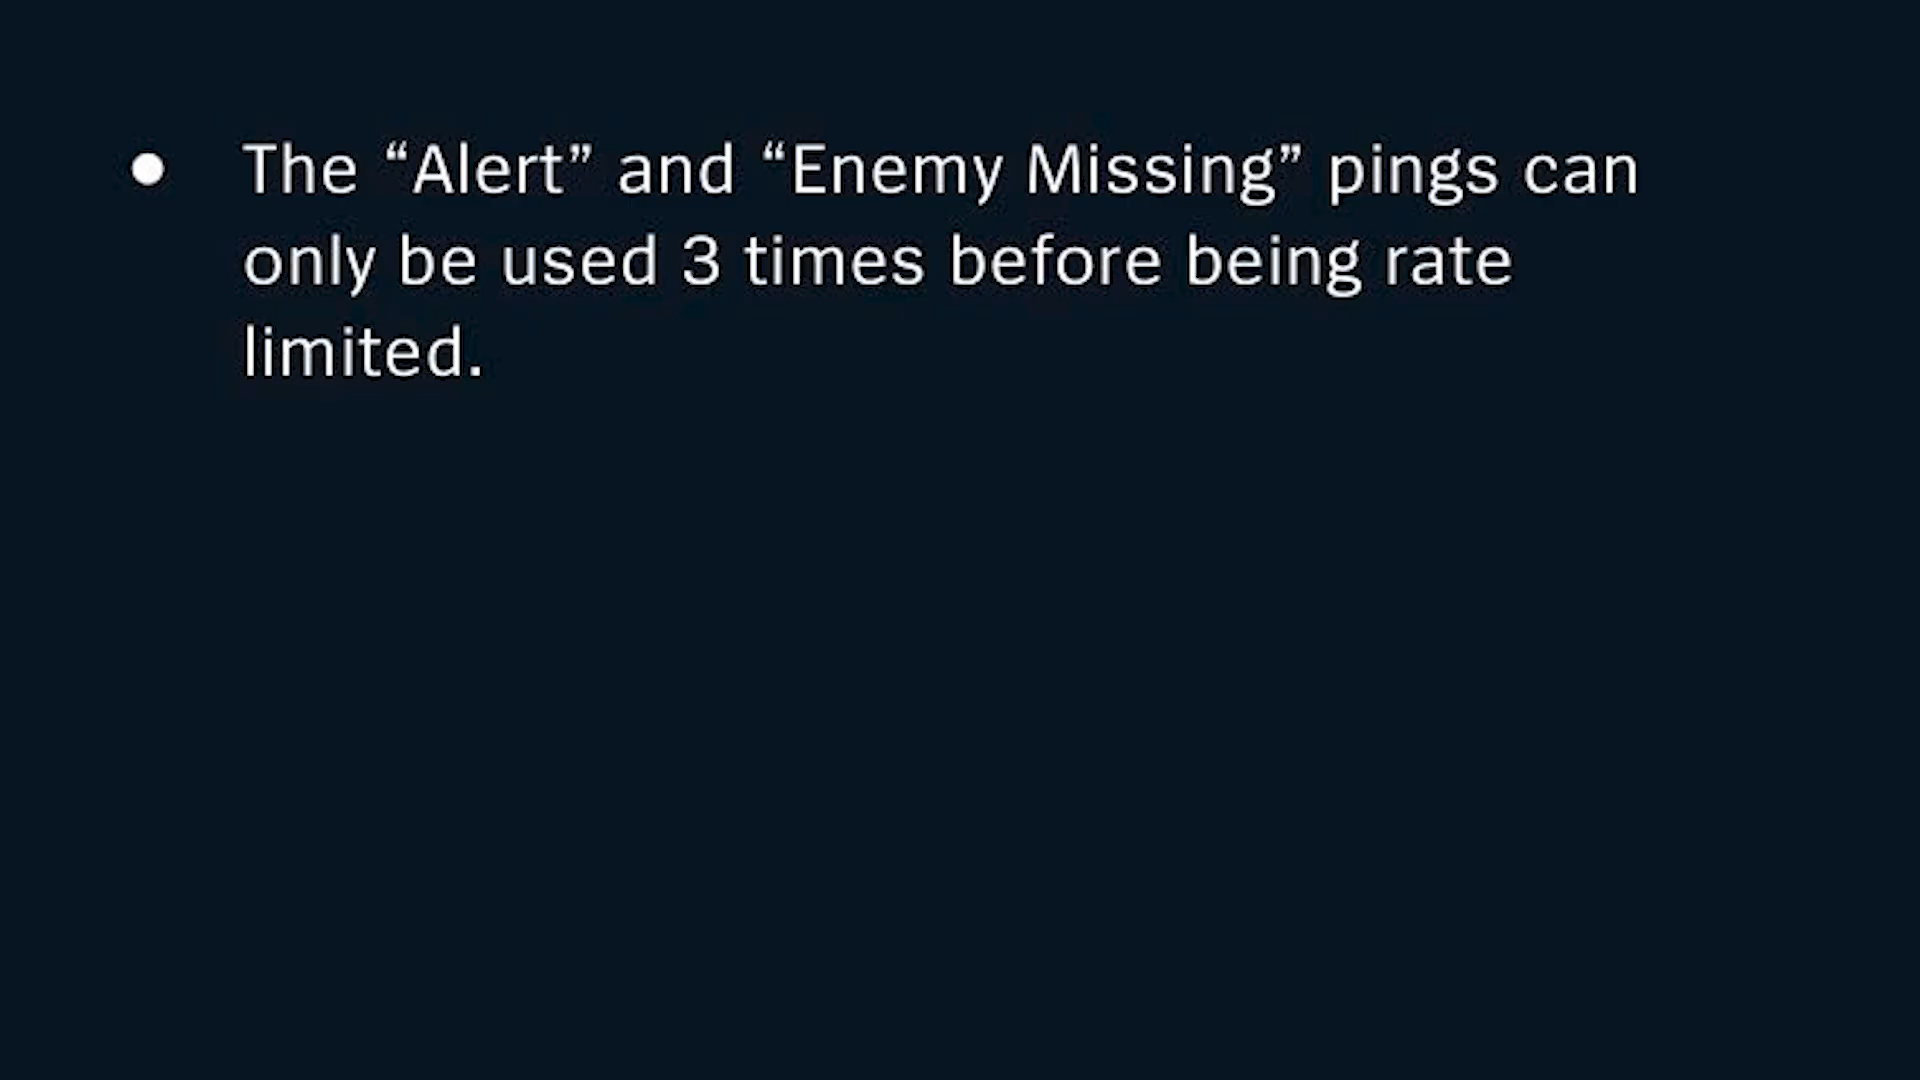 ● The “Alert” and “Enemy Missing” pings can
only be used 3 times before being rate
limited.